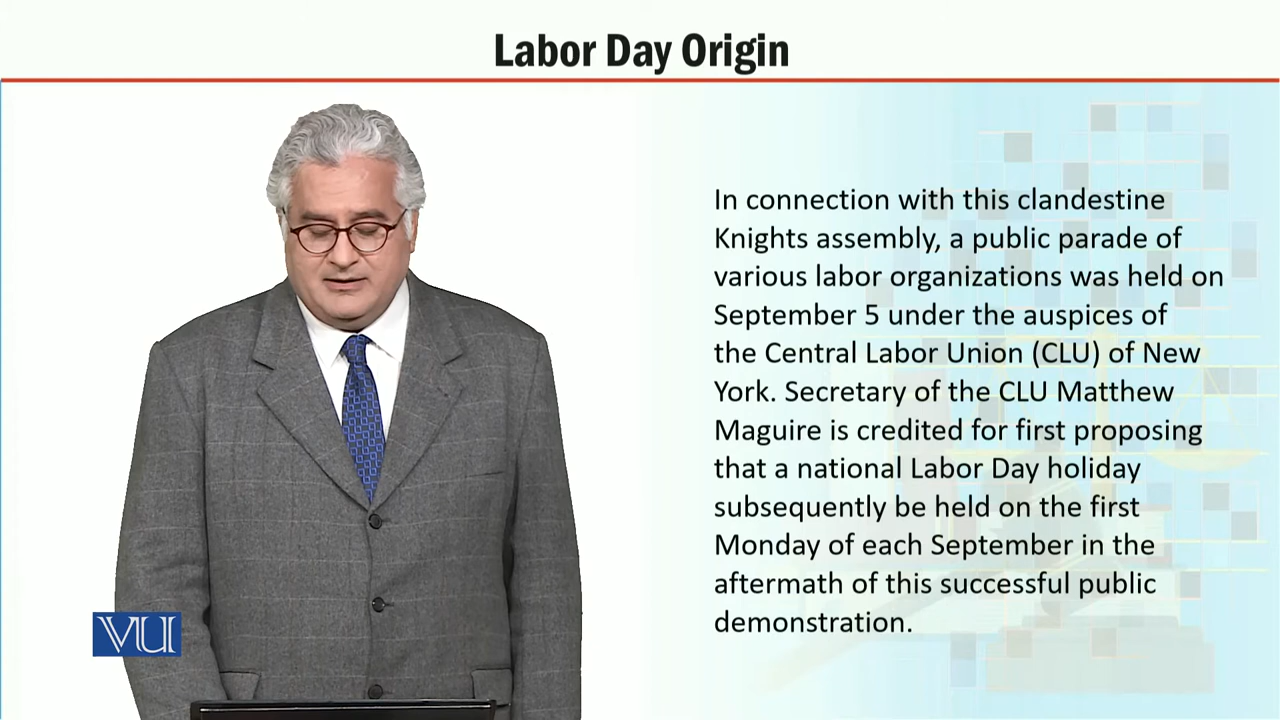 Labor Day Origin
In connection with this clandestine
Knights assembly, a public parade of
various labor organizations was held on
September 5 under the auspices of
the Central Labor Union (CLU) of New
York. Secretary of the CLU Matthew
Maguire is credited for first proposing
that a national Labor Day holiday
subsequently be held on the first
Monday of each September in the
aftermath of this successful public
demonstration.
VU